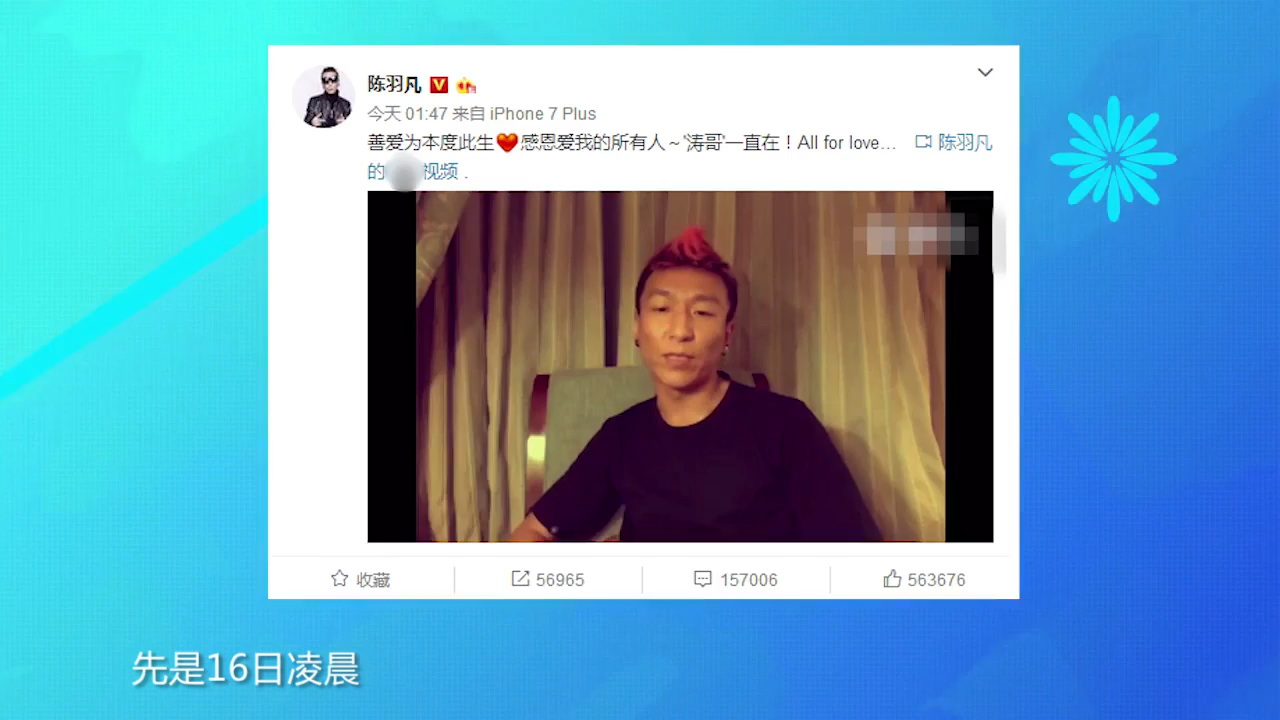 陈羽凡 V
今天 01:47 来自 iPhone 7 Plus
善爱为本度此生❤感恩爱我的所有人～'涛哥'一直在！All for love... 陈羽凡
的 视频 .
收藏 56965 157006 563676
先是16日凌晨